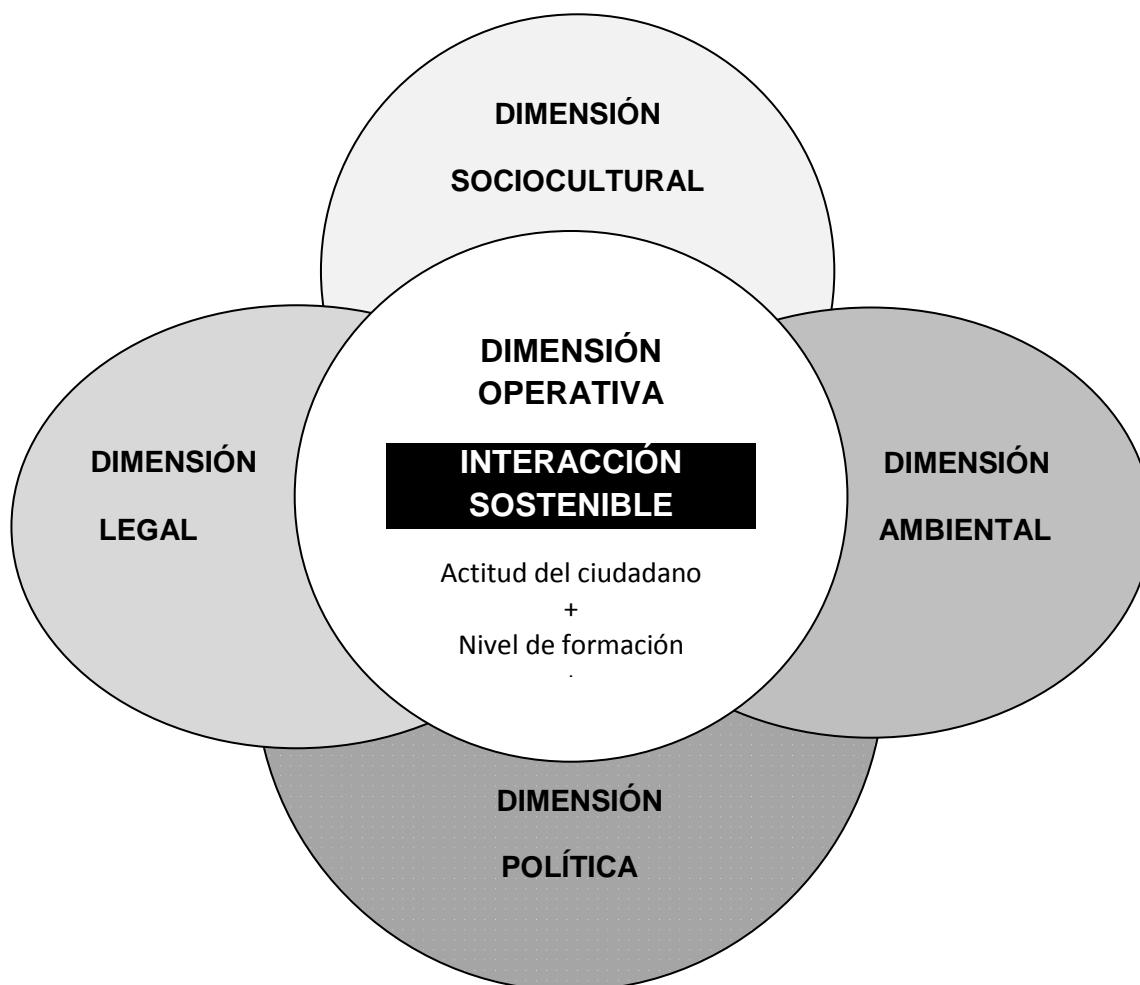 DIMENSIÓN
SOCIOCULTURAL
DIMENSIÓN
OPERATIVA
INTERACCIÓN
SOSTENIBLE
Actitud del ciudadano
+
Nivel de formación
DIMENSIÓN
LEGAL
DIMENSIÓN
AMBIENTAL
DIMENSIÓN
POLÍTICA